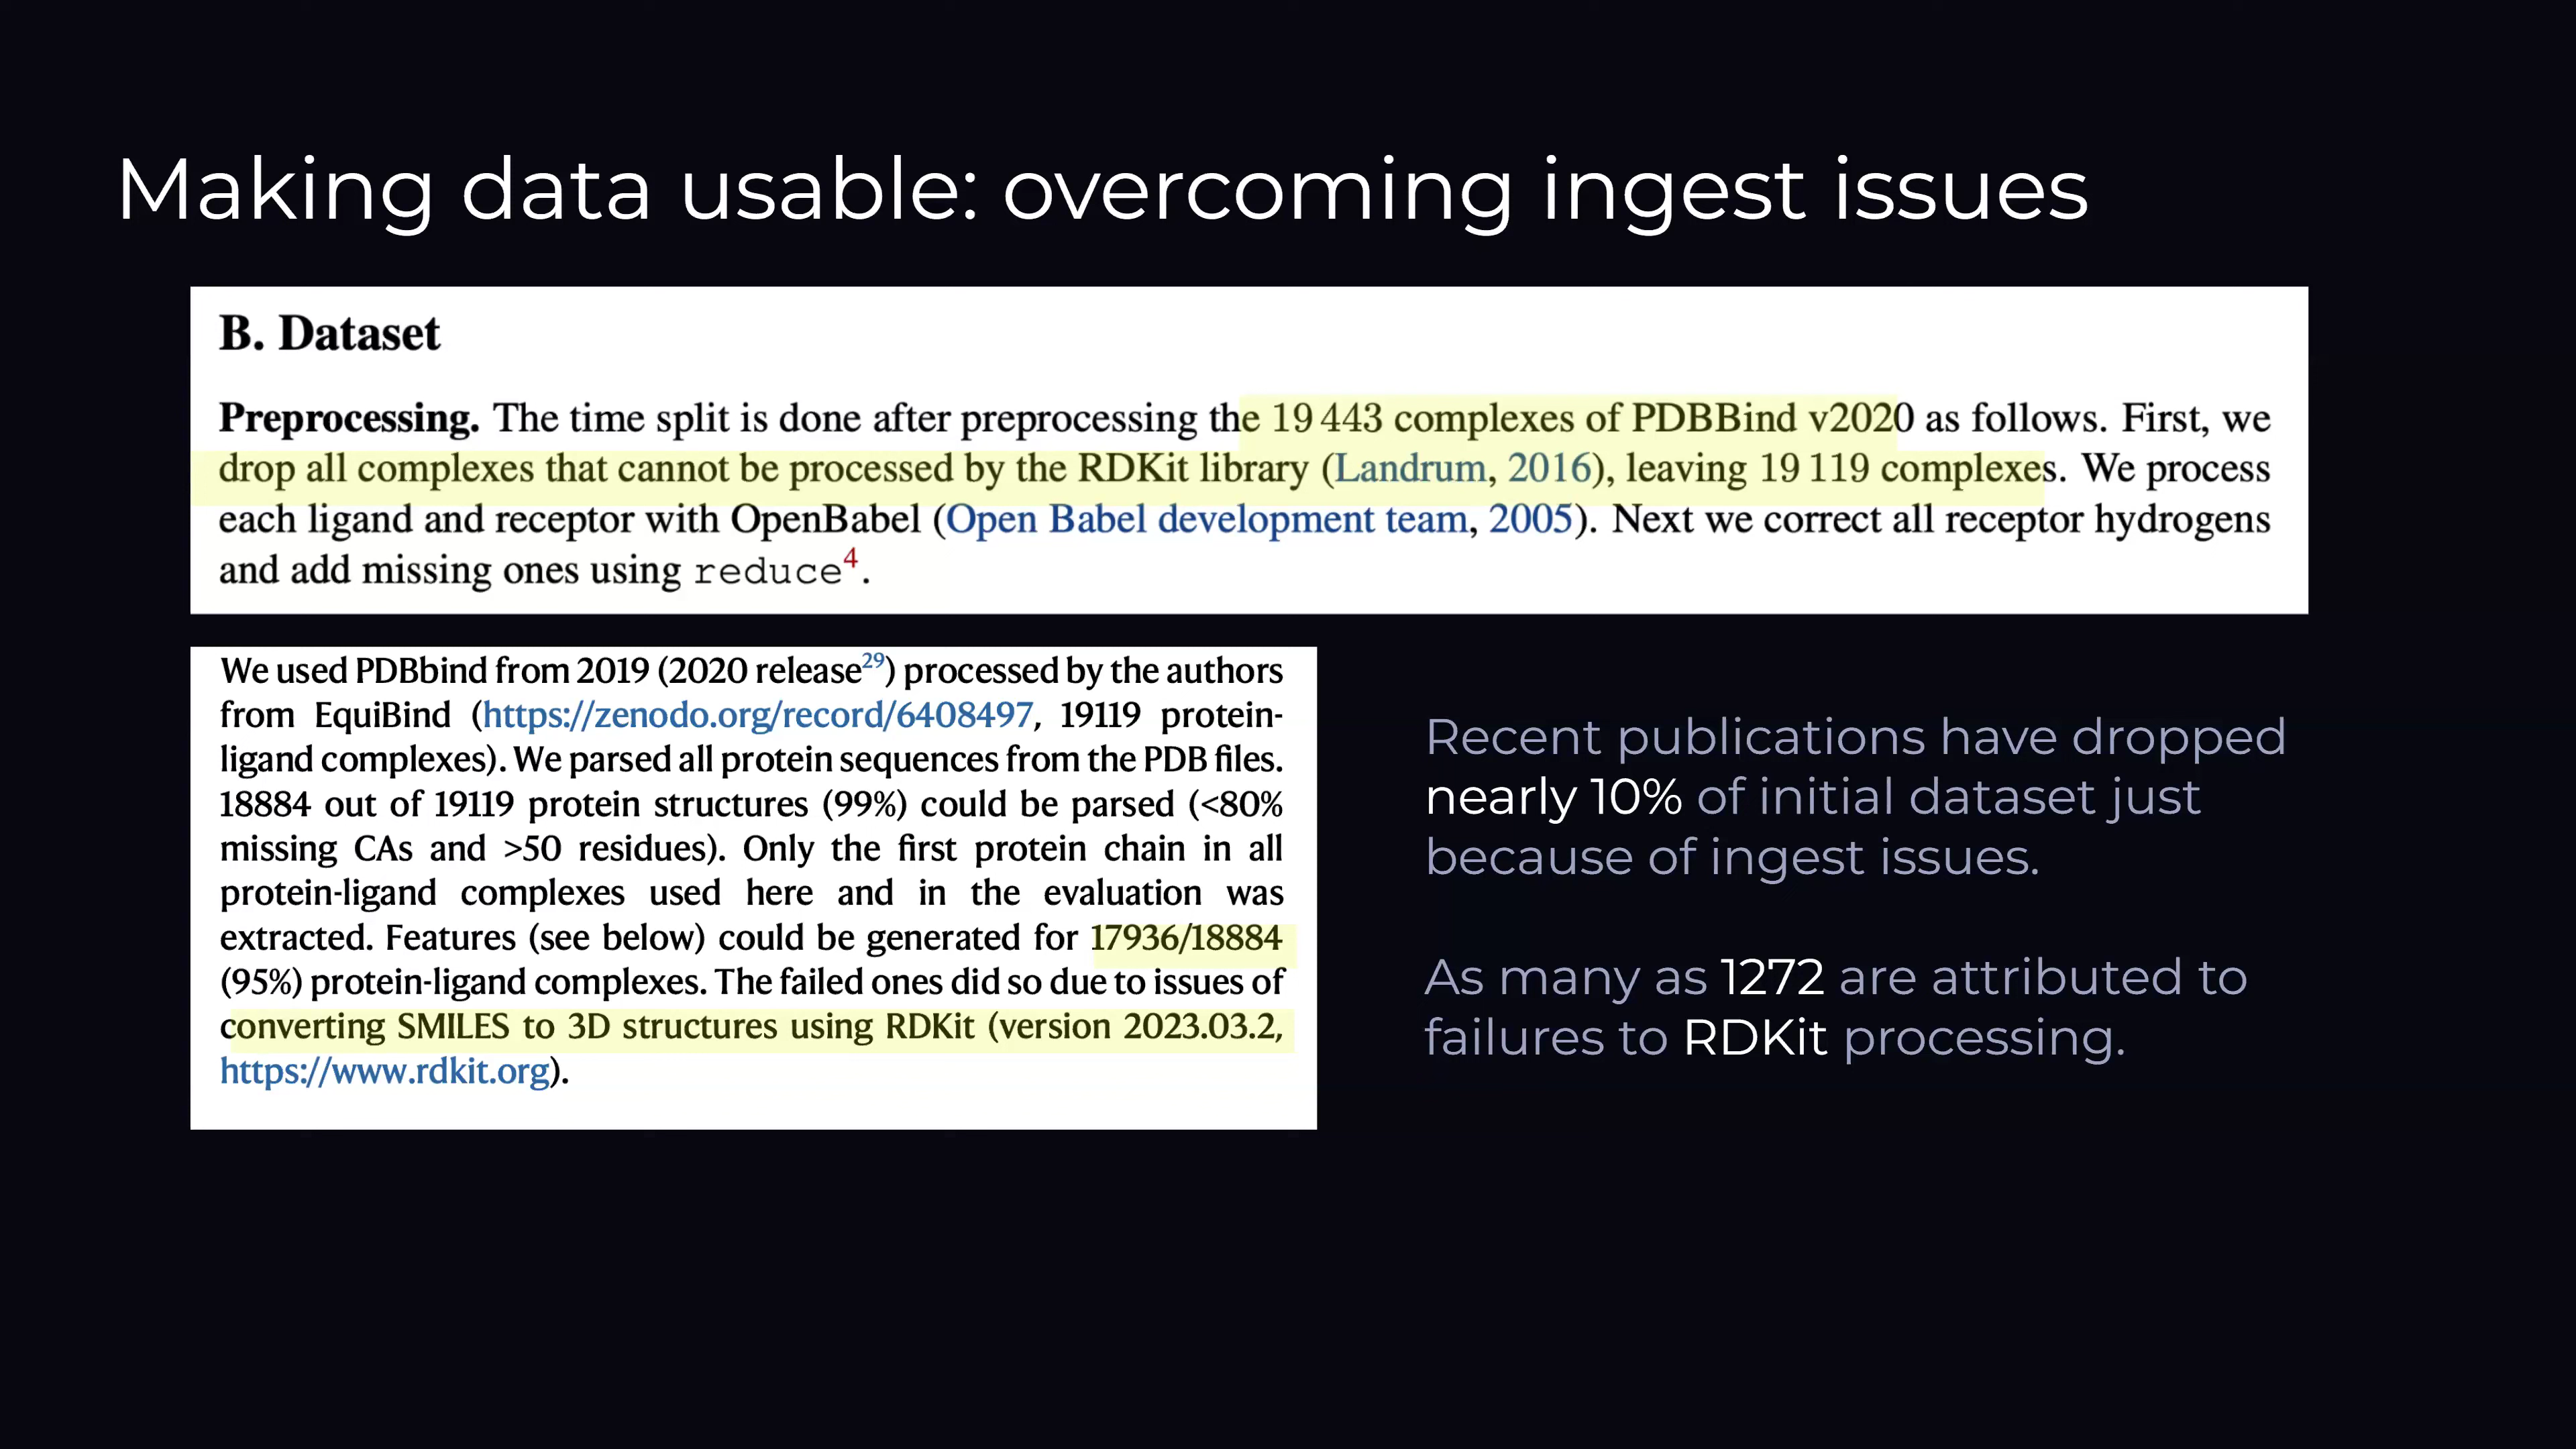 Making data usable: overcoming ingest issues
B. Dataset
Preprocessing. The time split is done after preprocessing the 19 443 complexes of PDBBind v2020 as follows. First, we
drop all complexes that cannot be processed by the RDKit library (Landrum, 2016), leaving 19 119 complexes. We process
each ligand and receptor with OpenBabel (Open Babel development team, 2005). Next we correct all receptor hydrogens
and add missing ones using reduce4.
We used PDBbind from 2019 (2020 release29) processed by the authors
from EquiBind (https://zenodo.org/record/6408497, 19119 protein-
ligand complexes). We parsed all protein sequences from the PDB files.
18884 out of 19119 protein structures (99%) could be parsed (<80%
missing CAs and >50 residues). Only the first protein chain in all
protein-ligand complexes used here and in the evaluation was
extracted. Features (see below) could be generated for 17936/18884
(95%) protein-ligand complexes. The failed ones did so due to issues of
converting SMILES to 3D structures using RDKit (version 2023.03.2,
https://www.rdkit.org).
Recent publications have dropped
nearly 10% of initial dataset just
because of ingest issues.
As many as 1272 are attributed to
failures to RDKit processing.